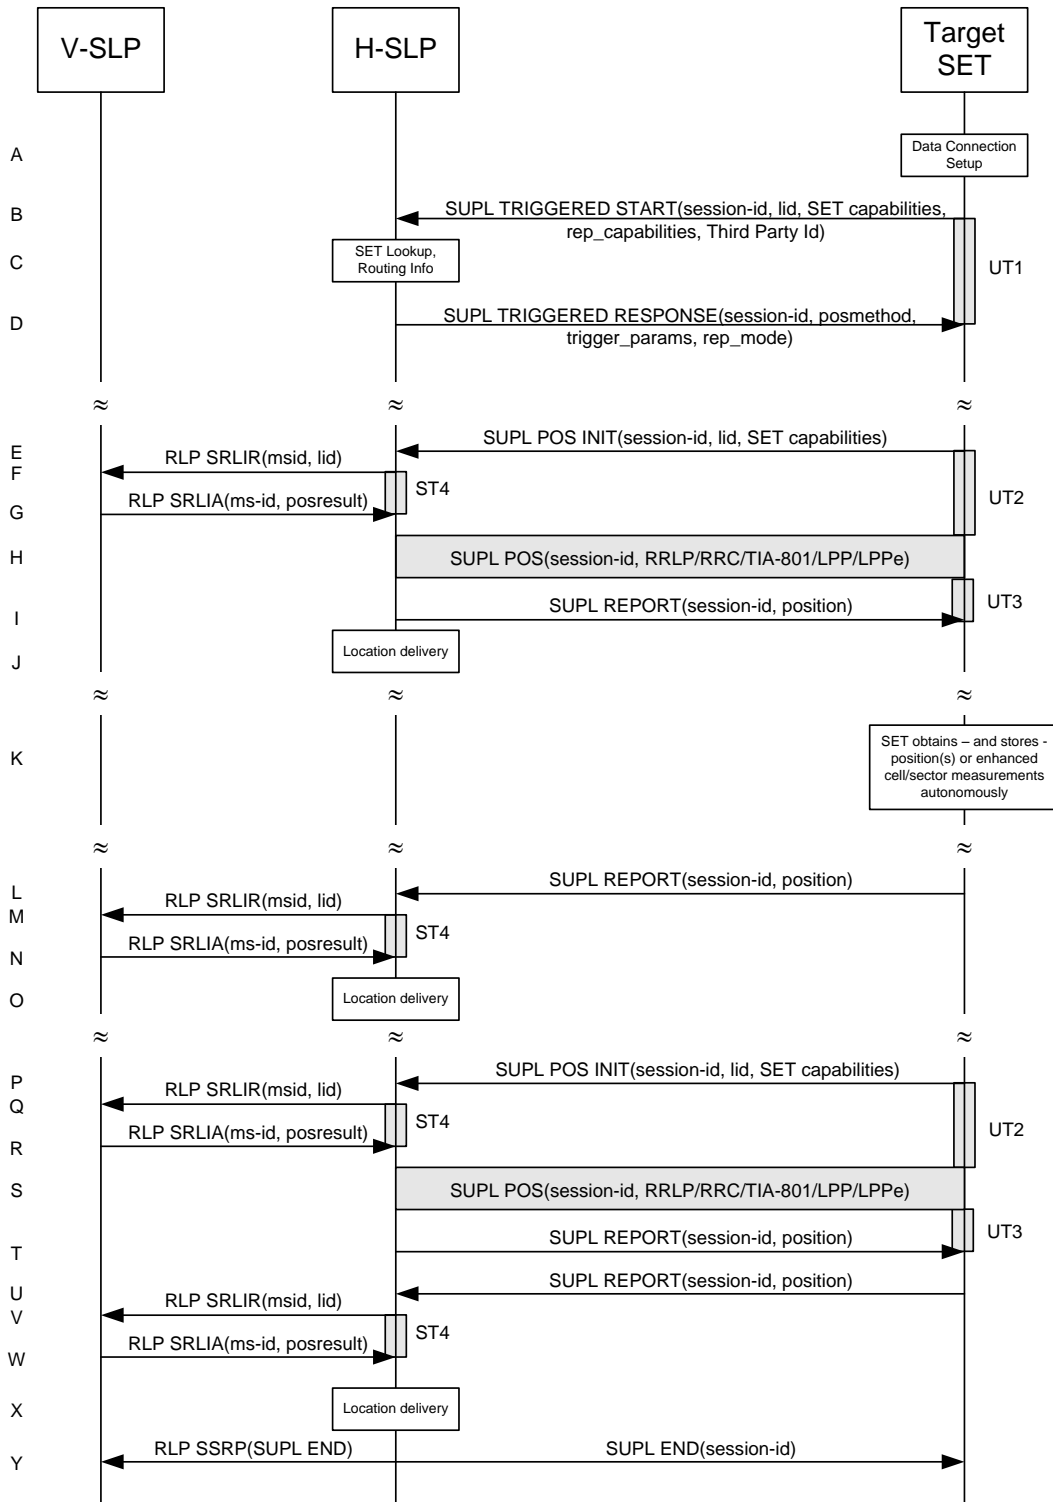 V-SLP
H-SLP
Target
SET
A
Data Connection
Setup
B
SUPL TRIGGERED START(session-id, lid, SET capabilities,
rep_capabilities, Third Party Id)
C
SET Lookup,
Routing Info
UT1
D
SUPL TRIGGERED RESPONSE(session-id, posmethod,
trigger_params, rep_mode)
≈ ≈ ≈
E
SUPL POS INIT(session-id, lid, SET capabilities)
F
RLP SRLIR(msid, lid)
ST4
UT2
G
RLP SRLIA(ms-id, posresult)
H
SUPL POS(session-id, RRLP/RRC/TIA-801/LPP/LPPe)
UT3
I
SUPL REPORT(session-id, position)
J
Location delivery
≈ ≈ ≈
K
SET obtains – and stores -
position(s) or enhanced
cell/sector measurements
autonomously
≈ ≈ ≈
L
SUPL REPORT(session-id, position)
M
RLP SRLIR(msid, lid)
ST4
N
RLP SRLIA(ms-id, posresult)
O
Location delivery
≈ ≈ ≈
P
SUPL POS INIT(session-id, lid, SET capabilities)
Q
RLP SRLIR(msid, lid)
ST4
UT2
R
RLP SRLIA(ms-id, posresult)
S
SUPL POS(session-id, RRLP/RRC/TIA-801/LPP/LPPe)
UT3
T
SUPL REPORT(session-id, position)
U
SUPL REPORT(session-id, position)
V
RLP SRLIR(msid, lid)
ST4
W
RLP SRLIA(ms-id, posresult)
X
Location delivery
Y
RLP SSRP(SUPL END)
SUPL END(session-id)